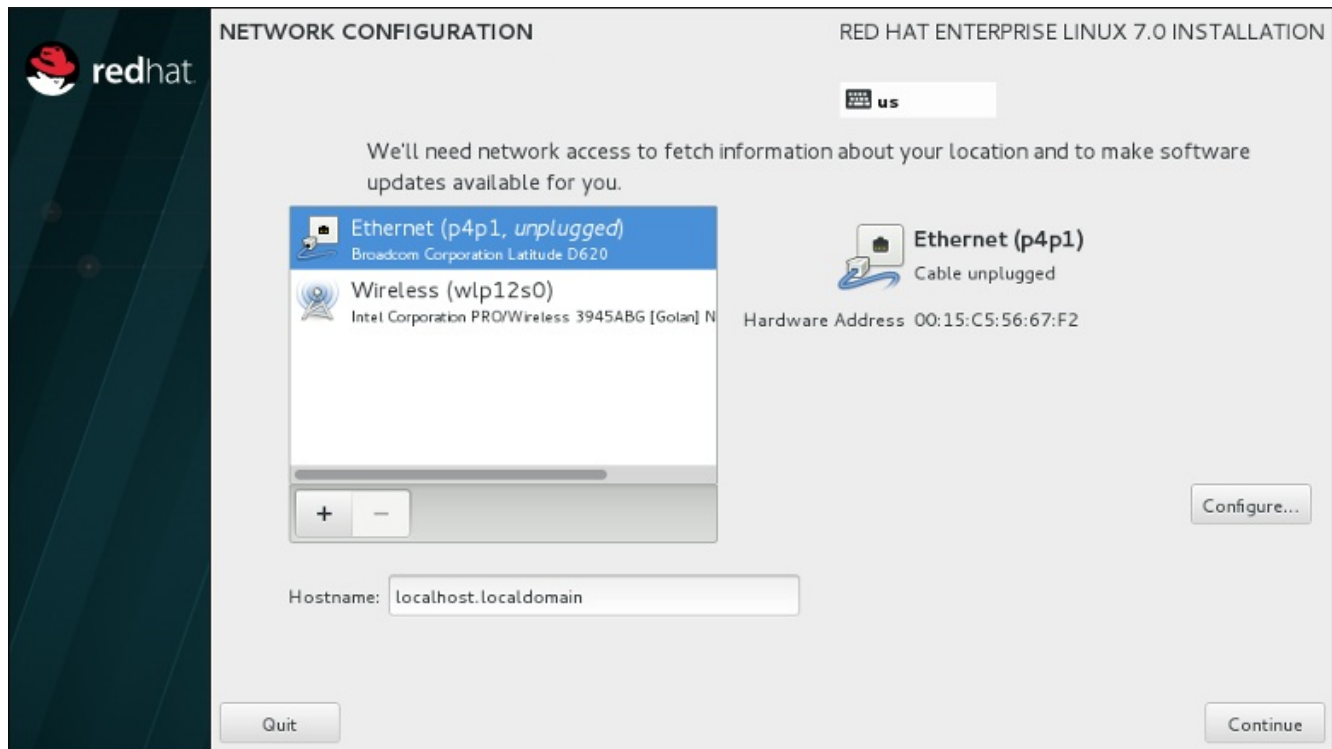 redhat.
NETWORK CONFIGURATION
RED HAT ENTERPRISE LINUX 7.0 INSTALLATION
us
We'll need network access to fetch information about your location and to make software
updates available for you.
Ethernet (p4p1, unplugged)
Broadcom Corporation Latitude D620
Wireless (wlp12s0)
Intel Corporation PRO/Wireless 3945ABG [Golan] N
Ethernet (p4p1)
Cable unplugged
Hardware Address 00:15:C5:56:67:F2
+ −
Configure...
Hostname: localhost.localdomain
Quit
Continue